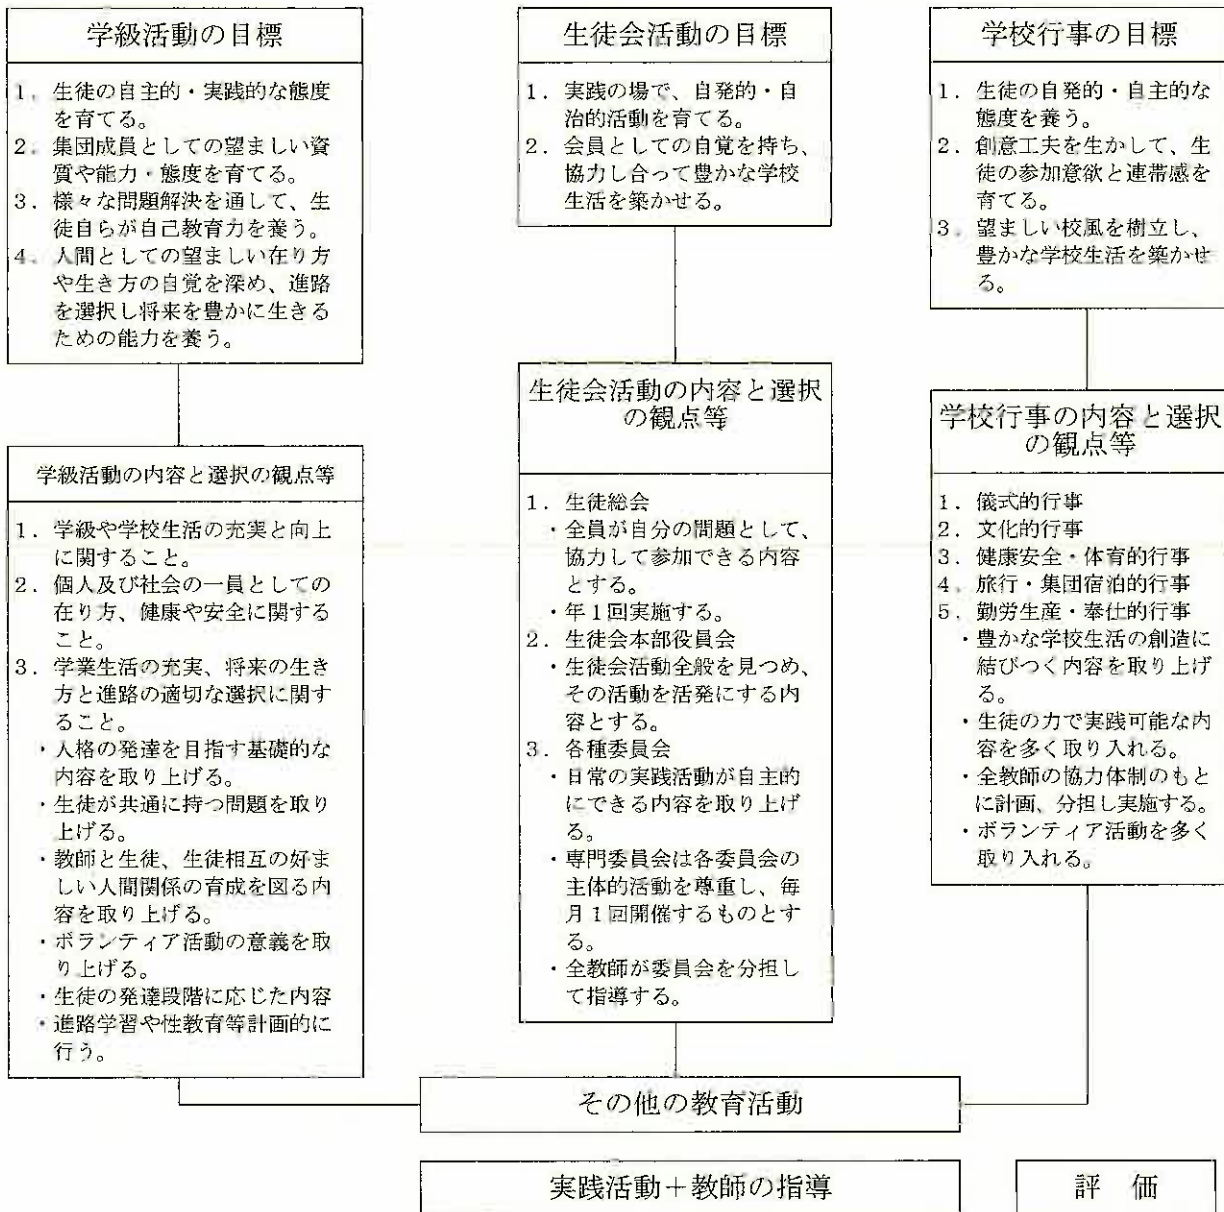 学級活動の目標
1. 生徒の自主的・実践的な態度
を育てる。
2. 集団成員としての望ましい資
質や能力・態度を育てる。
3. 様々な問題解決を通して、生
徒自らが自己教育力を養う。
4. 人間としての望ましい在り方
や生き方の自覚を深め、進路
を選択し将来を豊かに生きる
ための能力を養う。
学級活動の内容と選択の観点等
1. 学級や学校生活の充実と向上
に関すること。
2. 個人及び社会の一員としての
在り方、健康や安全に関する
こと。
3. 学業生活の充実、将来の生き
方と進路の適切な選択に関す
ること。
・人格の発達を目指す基礎的な
内容を取り上げる。
・生徒が共通に持つ問題を取り
上げる。
・教師と生徒、生徒相互の好ま
しい人間関係の育成を図る内
容を取り上げる。
・ボランティア活動の意義を取
り上げる。
・生徒の発達段階に応じた内容
・進路学習や性教育等計画的に
行う。
生徒会活動の目標
1. 実践の場で、自発的・自
治的活動を育てる。
2. 会員としての自覚を持ち、
協力し合って豊かな学校
生活を築かせる。
生徒会活動の内容と選択
の観点等
1. 生徒総会
・全員が自分の問題として、
協力して参加できる内容
とする。
・年1回実施する。
2. 生徒会本部役員会
・生徒会活動全般を見つめ、
その活動を活発にする内
容とする。
3. 各種委員会
・日常の実践活動が自主的
にできる内容を取り上げ
る。
・専門委員会は各委員会の
主体的活動を尊重し、毎
月1回開催するものとす
る。
・全教師が委員会を分担し
て指導する。
学校行事の目標
1. 生徒の自発的・自主的な
態度を養う。
2. 創意工夫を生かして、生
徒の参加意欲と連帯感を
育てる。
3. 望ましい校風を樹立し、
豊かな学校生活を築かせ
る。
学校行事の内容と選択
の観点等
1. 儀式的行事
2. 文化的行事
3. 健康安全・体育的行事
4. 旅行・集団宿泊的行事
5. 勤労生産・奉仕的行事
・豊かな学校生活の創造に
結びつく内容を取り上げ
る。
・生徒の力で実践可能な内
容を多く取り入れる。
・全教師の協力体制のもと
に計画、分担し実施する。
・ボランティア活動を多く
取り入れる。
その他の教育活動
実践活動+教師の指導
評 価